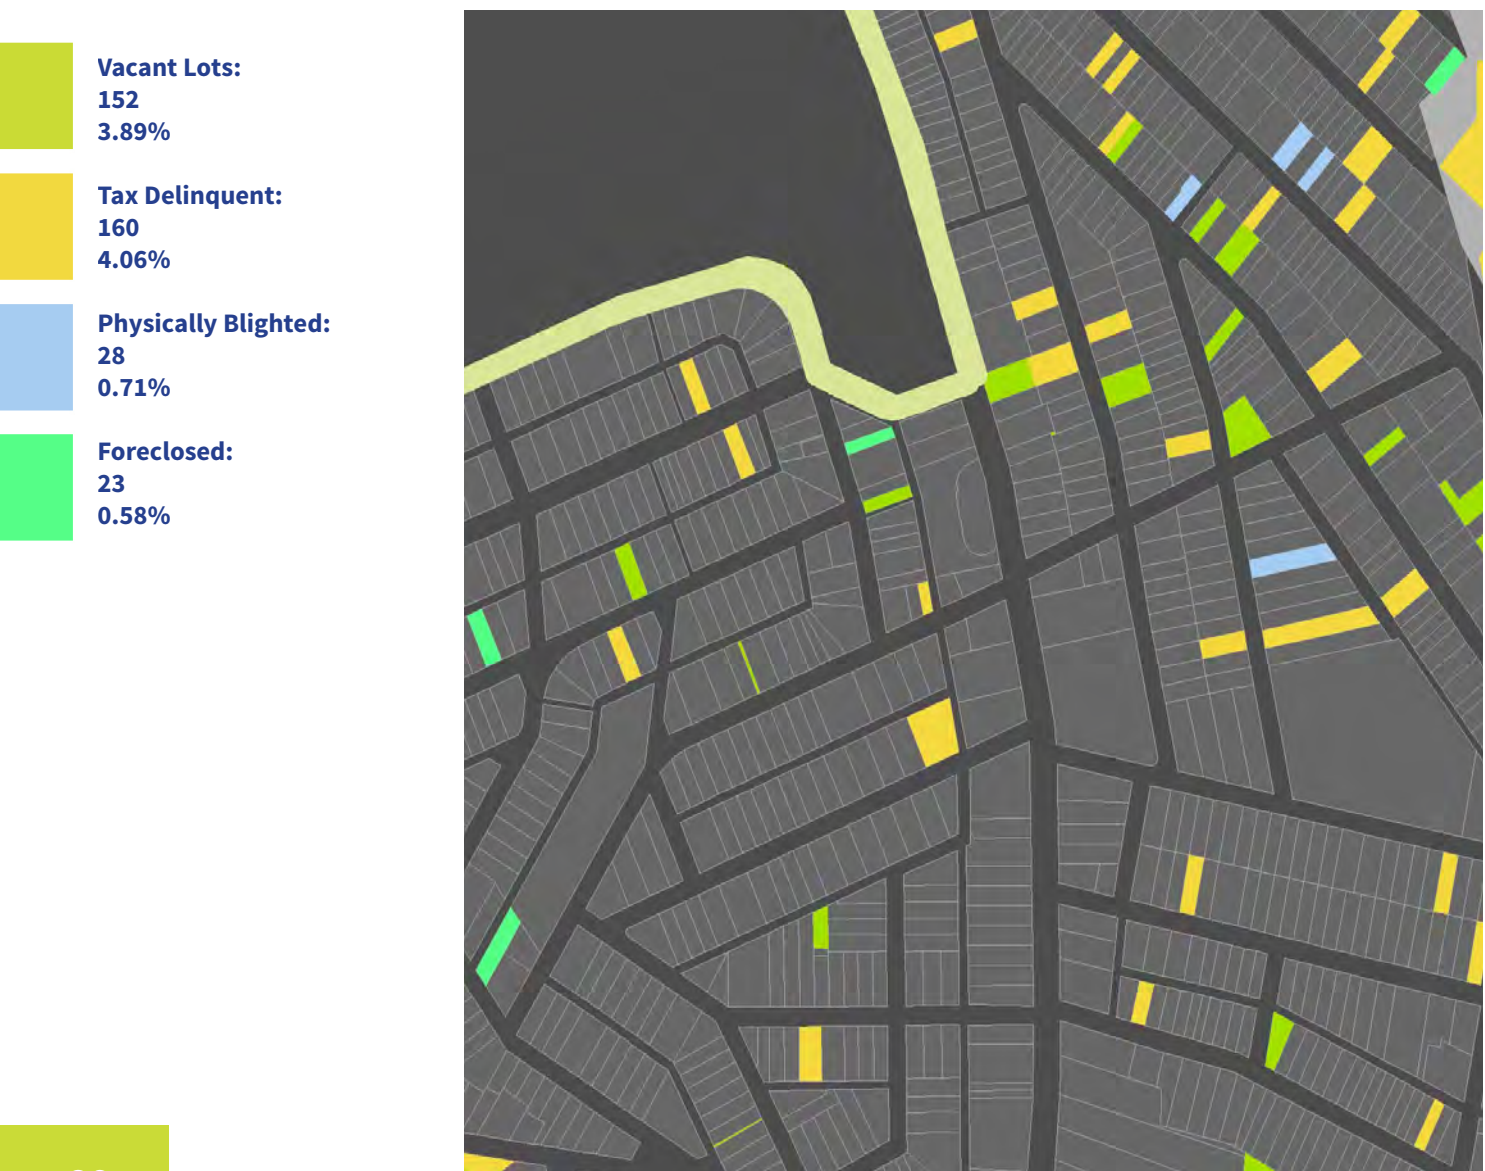 Vacant Lots:
152
3.89%
Tax Delinquent:
160
4.06%
Physically Blighted:
28
0.71%
Foreclosed:
23
0.58%